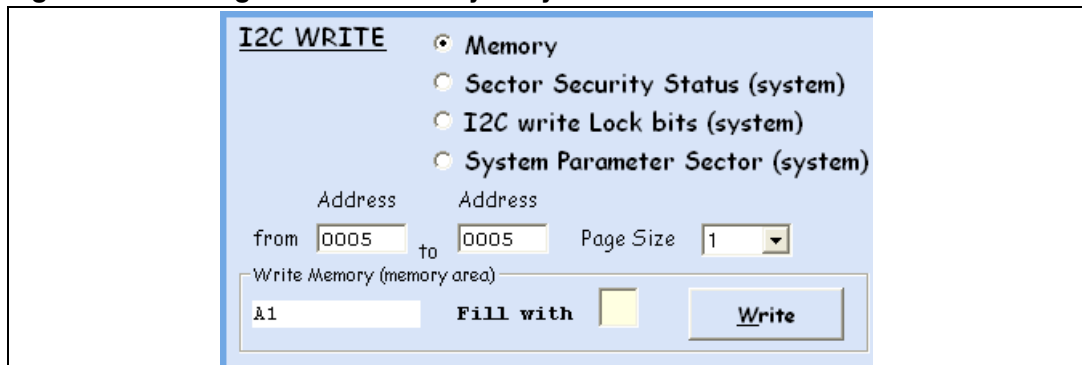 I2C WRITE
Memory
Sector Security Status (system)
I2C write Lock bits (system)
System Parameter Sector (system)
Address Address
from 0005 to 0005 Page Size 1
Write Memory (memory area)
A1 Fill with Write